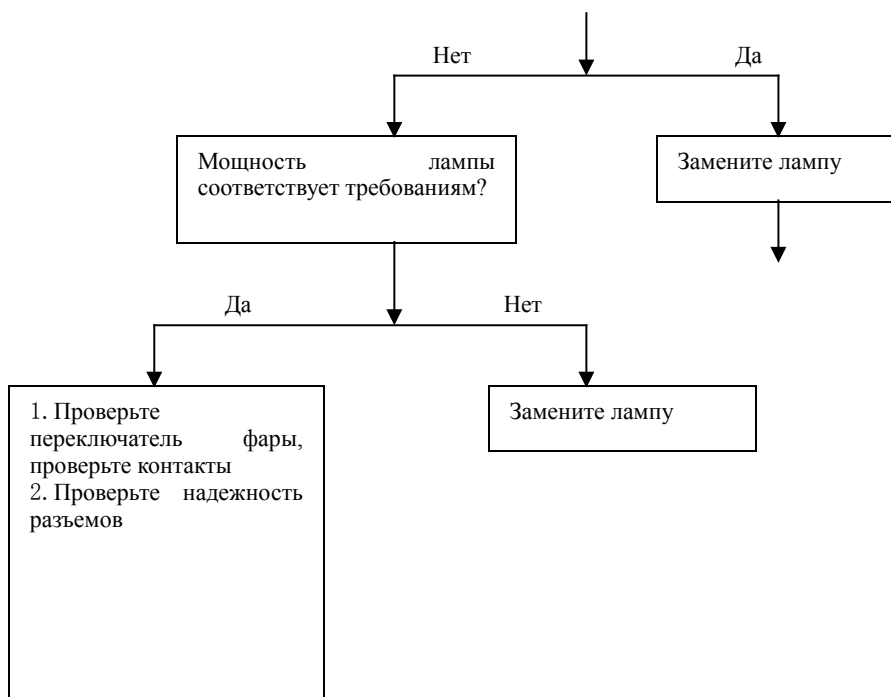 Нет
Да
Мощность лампы
соответствует требованиям?
Замените лампу
Да
Нет
1. Проверьте
переключатель фары,
проверьте контакты
2. Проверьте надежность
разъемов
Замените лампу